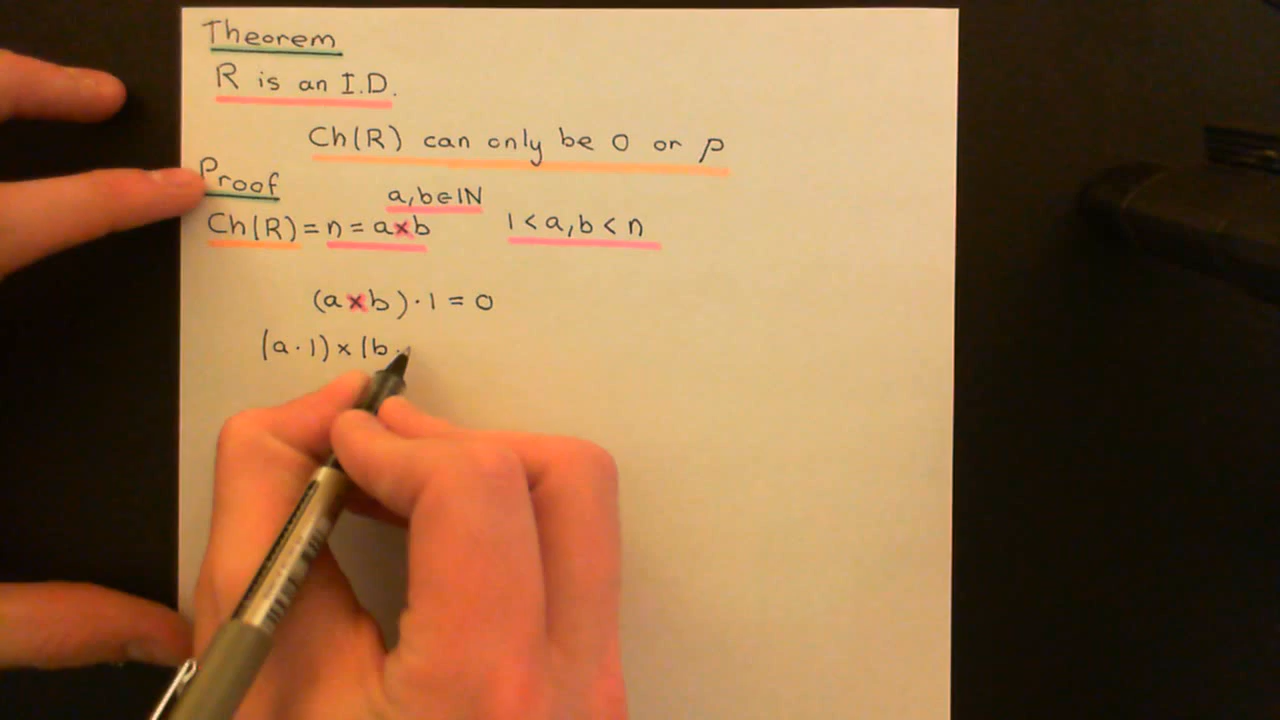 Theorem
R is an I.D.
Ch(R) can only be 0 or p
Proof
a,b∈ℕ
Ch(R) = n = a×b 1 < a,b < n
(a×b)·1 = 0
(a·1)×(b·